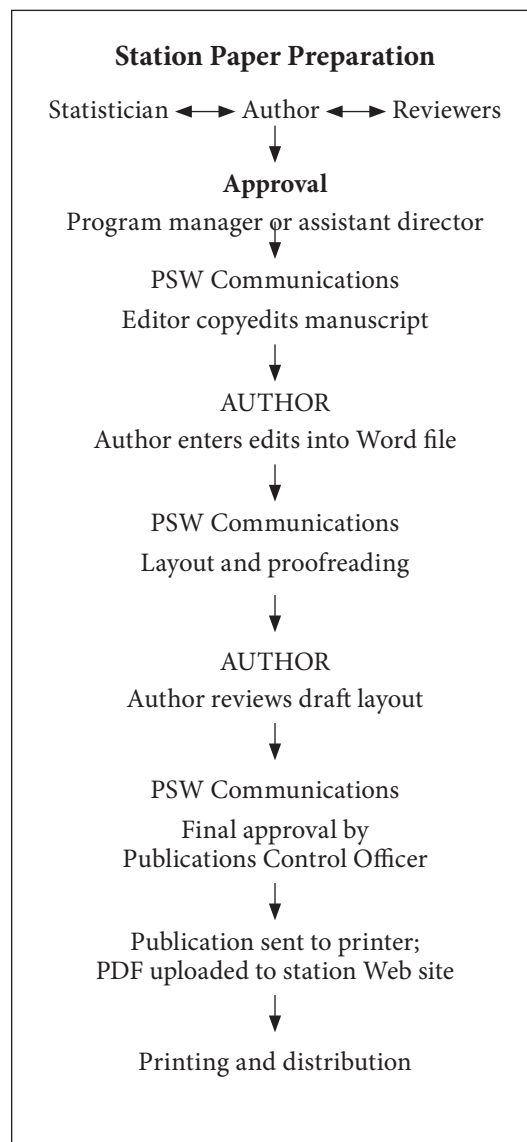 Station Paper Preparation
Statistician Author Reviewers
Approval
Program manager or assistant director
PSW Communications
Editor copyedits manuscript
AUTHOR
Author enters edits into Word file
PSW Communications
Layout and proofreading
AUTHOR
Author reviews draft layout
PSW Communications
Final approval by
Publications Control Officer
Publication sent to printer;
PDF uploaded to station Web site
Printing and distribution